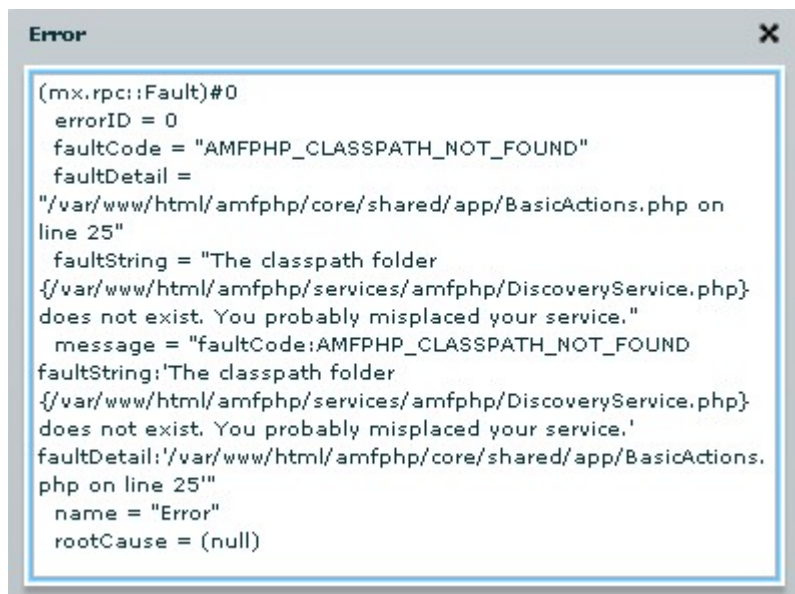 Error
(mx.rpc::Fault)#0
errorID = 0
faultCode = "AMFPHP_CLASSPATH_NOT_FOUND"
faultDetail =
"/var/www/html/amfphp/core/shared/app/BasicActions.php on
line 25"
faultString = "The classpath folder
{/var/www/html/amfphp/services/amfphp/DiscoveryService.php}
does not exist. You probably misplaced your service."
message = "faultCode:AMFPHP_CLASSPATH_NOT_FOUND
faultString:'The classpath folder
{/var/www/html/amfphp/services/amfphp/DiscoveryService.php}
does not exist. You probably misplaced your service.'
faultDetail:'/var/www/html/amfphp/core/shared/app/BasicActions.
php on line 25'"
name = "Error"
rootCause = (null)